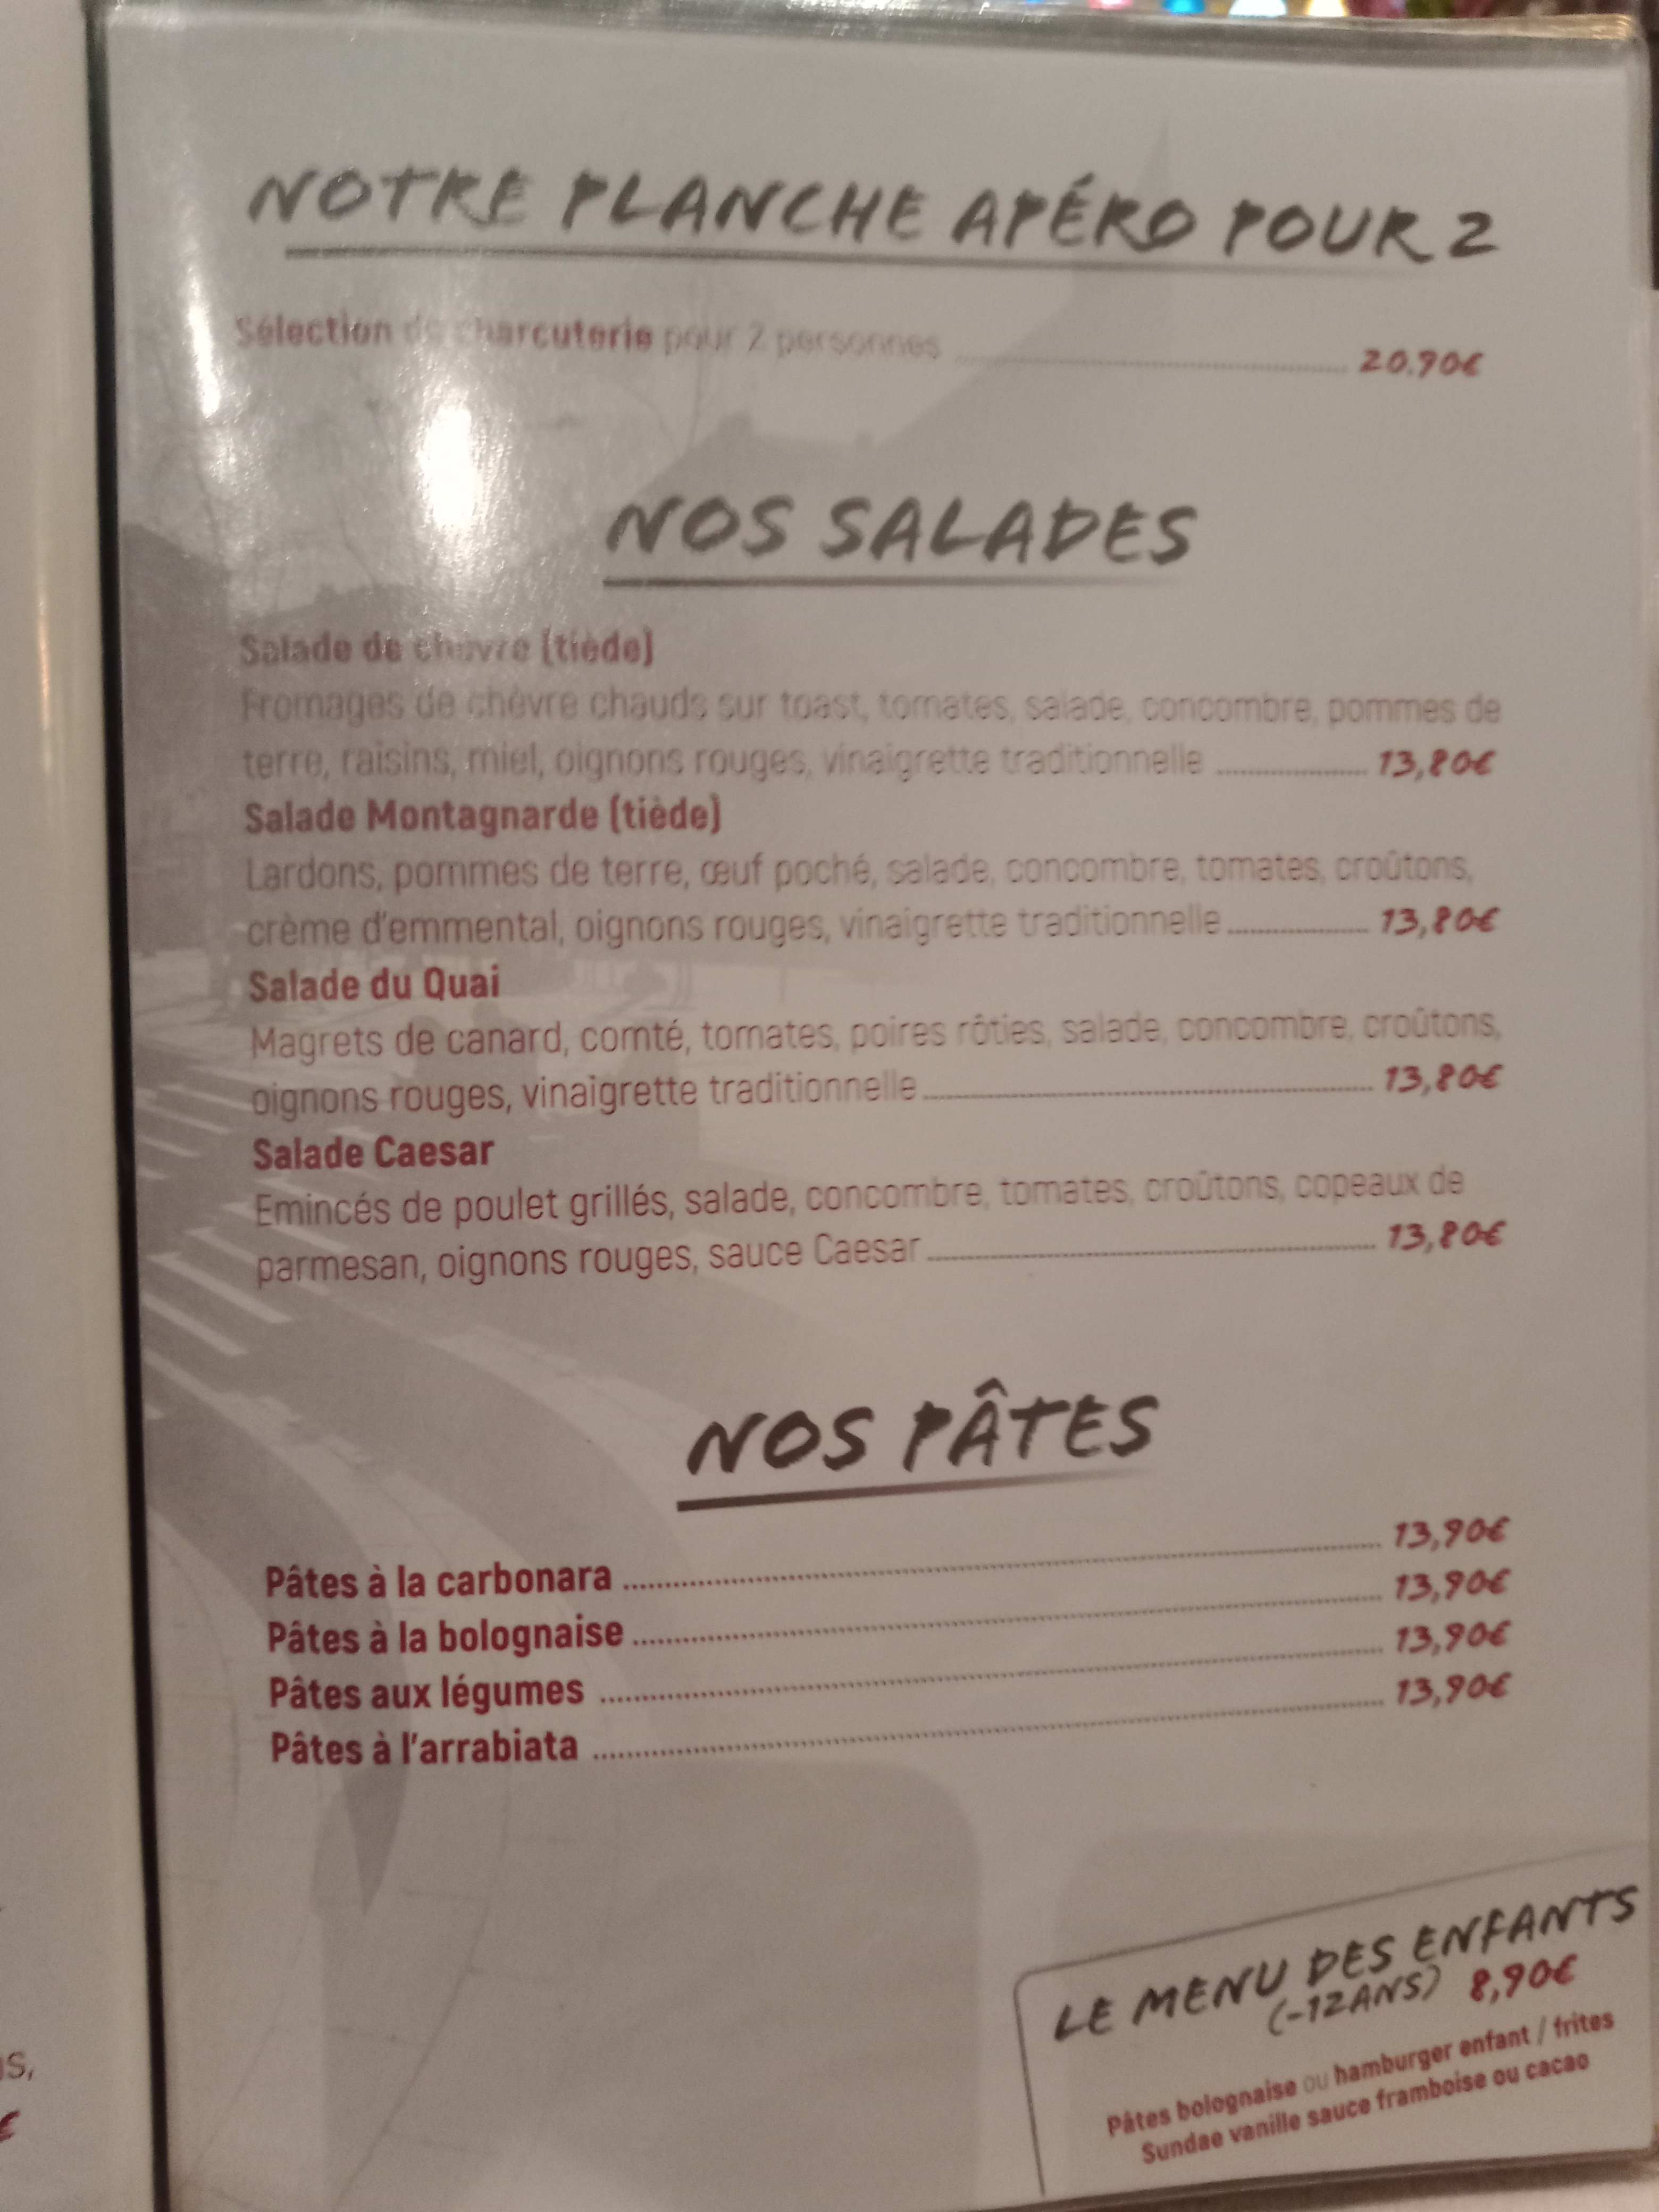 NOTRE PLANCHE APÉRO POUR 2
Sélection de charcuterie pour 2 personnes 20.90€
NOS SALADES
Salade de chèvre (tiède)
Fromages de chèvre chauds sur toast, tomates, salade, concombre, pommes de
terre, raisins, miel, oignons rouges, vinaigrette traditionnelle 13,80€
Salade Montagnarde (tiède)
Lardons, pommes de terre, œuf poché, salade, concombre, tomates, croûtons,
crème d'emmental, oignons rouges, vinaigrette traditionnelle 13,80€
Salade du Quai
Magrets de canard, comté, tomates, poires rôties, salade, concombre, croûtons,
oignons rouges, vinaigrette traditionnelle 13,80€
Salade Caesar
Emincés de poulet grillés, salade, concombre, tomates, croûtons, copeaux de
parmesan, oignons rouges, sauce Caesar 13,80€
NOS PÂTES
Pâtes à la carbonara 13,90€
Pâtes à la bolognaise 13,90€
Pâtes aux légumes 13,90€
Pâtes à l'arrabiata 13,90€
LE MENU DES ENFANTS
(-12ANS) 8,90€
Pâtes bolognaise ou hamburger enfant / frites
Sundae vanille sauce framboise ou cacao